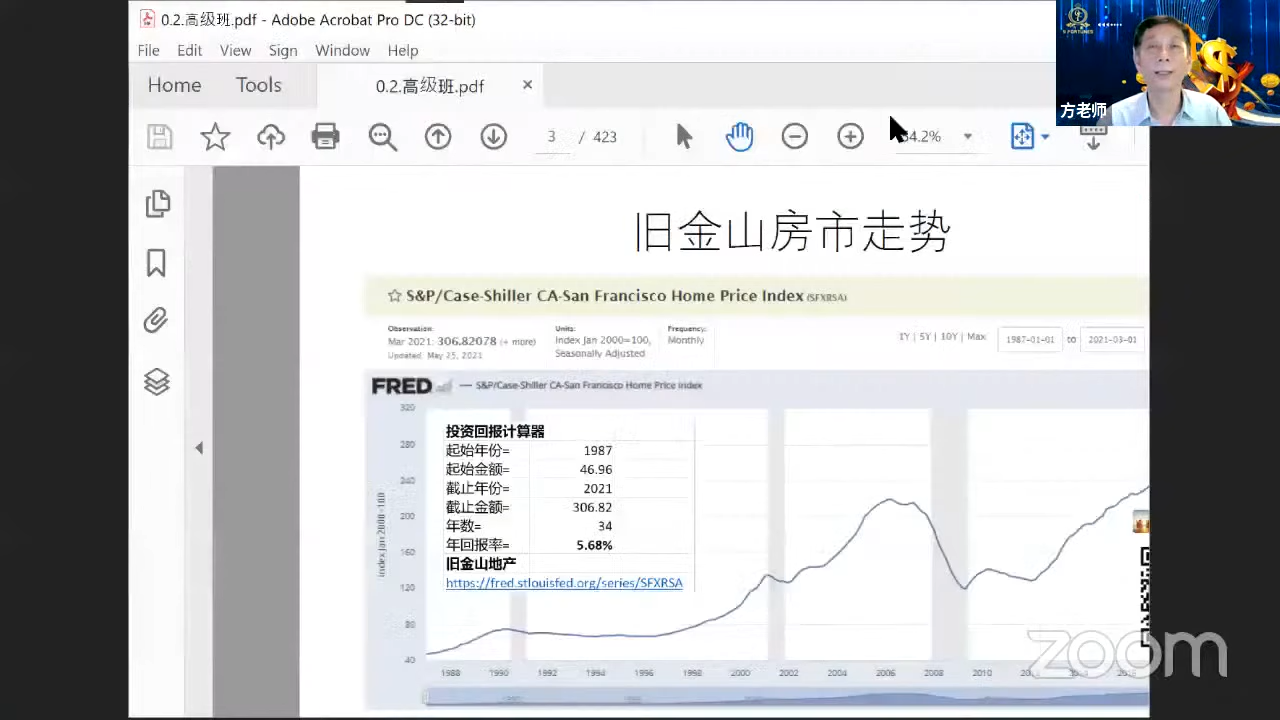 0.2.高级班.pdf - Adobe Acrobat Pro DC (32-bit)
File Edit View Sign Window Help
Home Tools 0.2.高级班.pdf
3 / 423
方老师
旧金山房市走势
S&P/Case-Shiller CA-San Francisco Home Price Index (SFXRSA)
Observation:
Mar 2021: 306.82078 (+ more)
Updated: May 25, 2021
Units:
Index Jan 2000=100,
Seasonally Adjusted
Frequency:
Monthly
1Y | 5Y | 10Y | Max
1987-01-01 to 2021-03-01
FRED — S&P/Case-Shiller CA-San Francisco Home Price Index
320
280
240
200
160
120
80
40
Index Jan 2000=100
投资回报计算器
起始年份= 1987
起始金额= 46.96
截止年份= 2021
截止金额= 306.82
年数= 34
年回报率= 5.68%
旧金山地产
https://fred.stlouisfed.org/series/SFXRSA
1988 1990 1992 1994 1996 1998 2000 2002 2004 2006 2008 2010
zoom